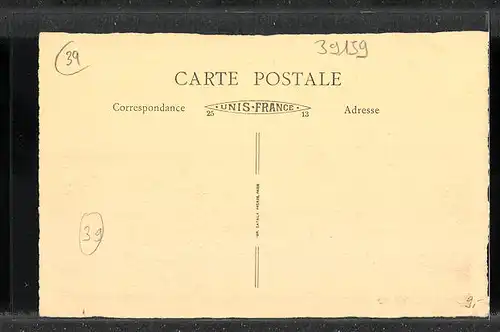 39
39159
CARTE POSTALE
Correspondance
UNIS-FRANCE
Adresse
25
13
39
9.-